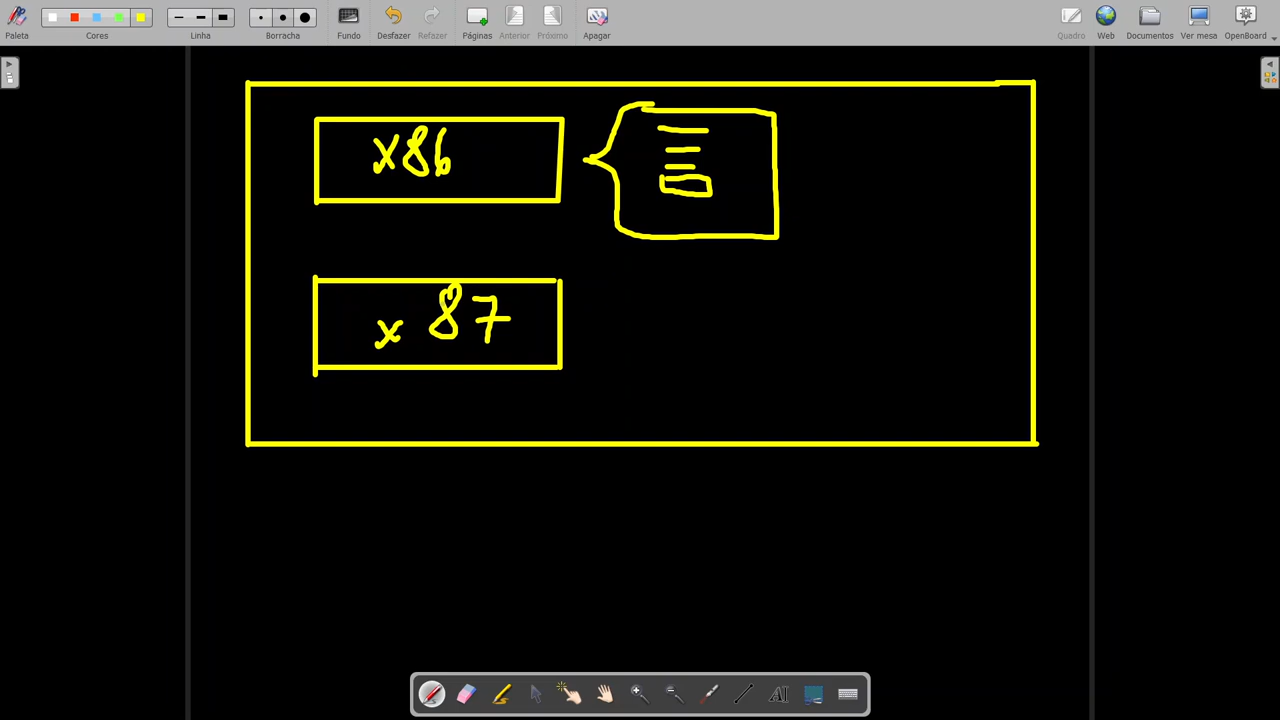 Paleta Cores Linha Borracha Fundo Desfazer Refazer Páginas Anterior Próximo Apagar Quadro Web Documentos Ver mesa OpenBoard
x86
x 87
AI